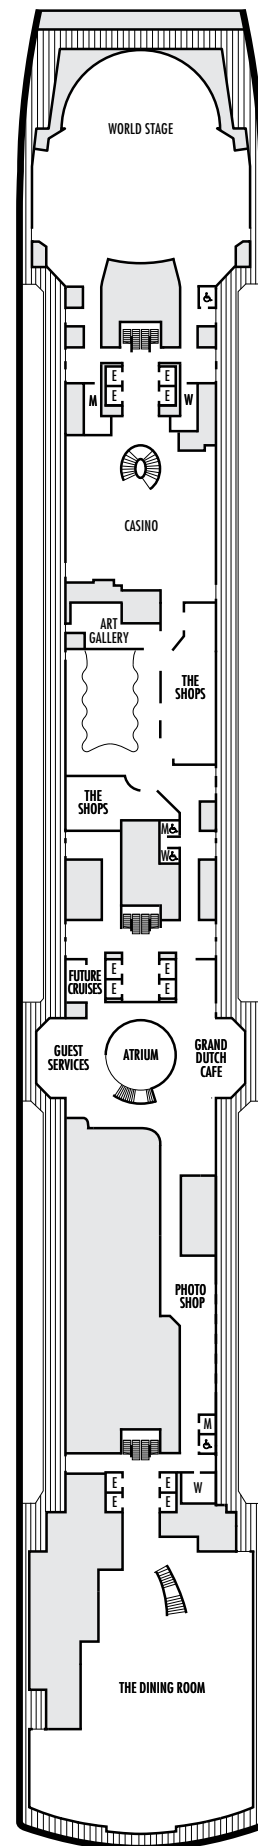 WORLD STAGE
E E
E E
M W
CASINO
ART
GALLERY
THE
SHOPS
THE
SHOPS
M
W
E E
E E
FUTURE
CRUISES
GUEST
SERVICES
ATRIUM
GRAND
DUTCH
CAFE
PHOTO
SHOP
M
E E
E E
W
THE DINING ROOM